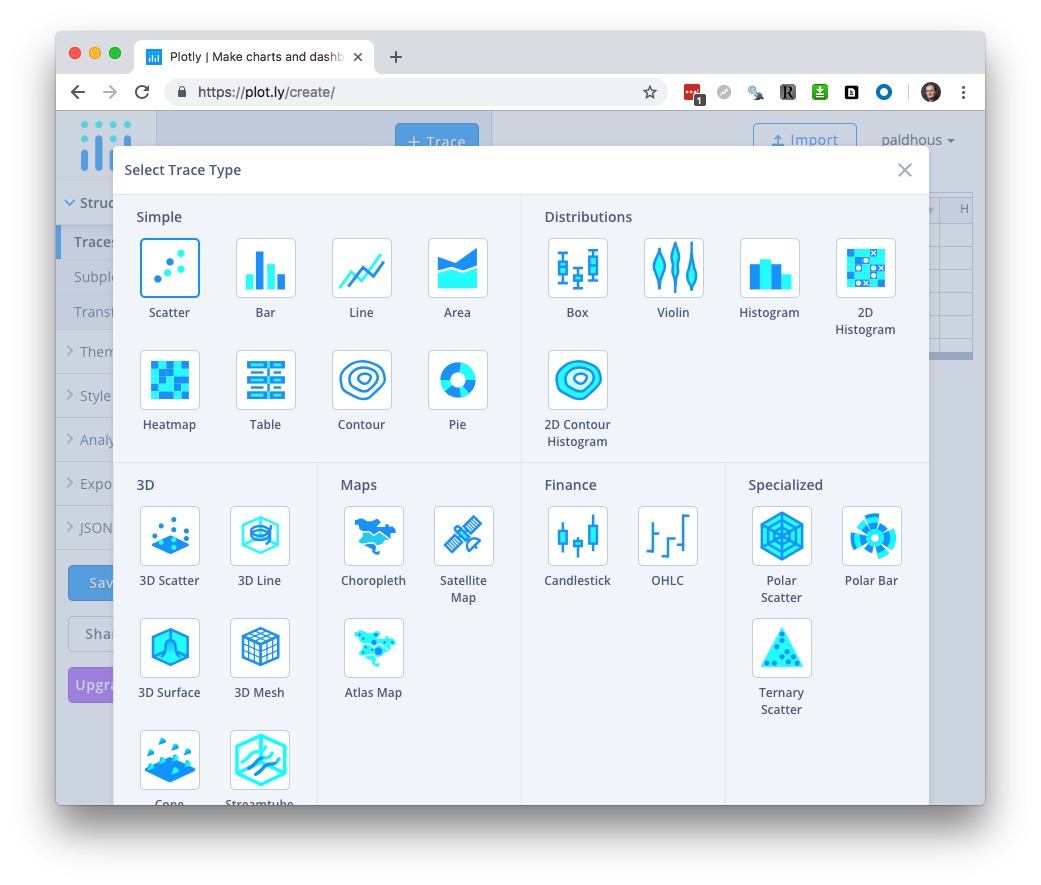 Plotly | Make charts and dashb
https://plot.ly/create/
1
R
+ Trace
Import
paldhous
Select Trace Type
Struc
Traces
Subpl
Transf
Them
Style
Analy
Expo
JSON
Sav
Shar
Upgra
H
Simple
Distributions
Scatter
Bar
Line
Area
Box
Violin
Histogram
2D
Histogram
Heatmap
Table
Contour
Pie
2D Contour
Histogram
3D
Maps
Finance
Specialized
3D Scatter
3D Line
Choropleth
Satellite
Map
Candlestick
OHLC
Polar
Scatter
Polar Bar
3D Surface
3D Mesh
Atlas Map
Ternary
Scatter
Cone
Streamtube